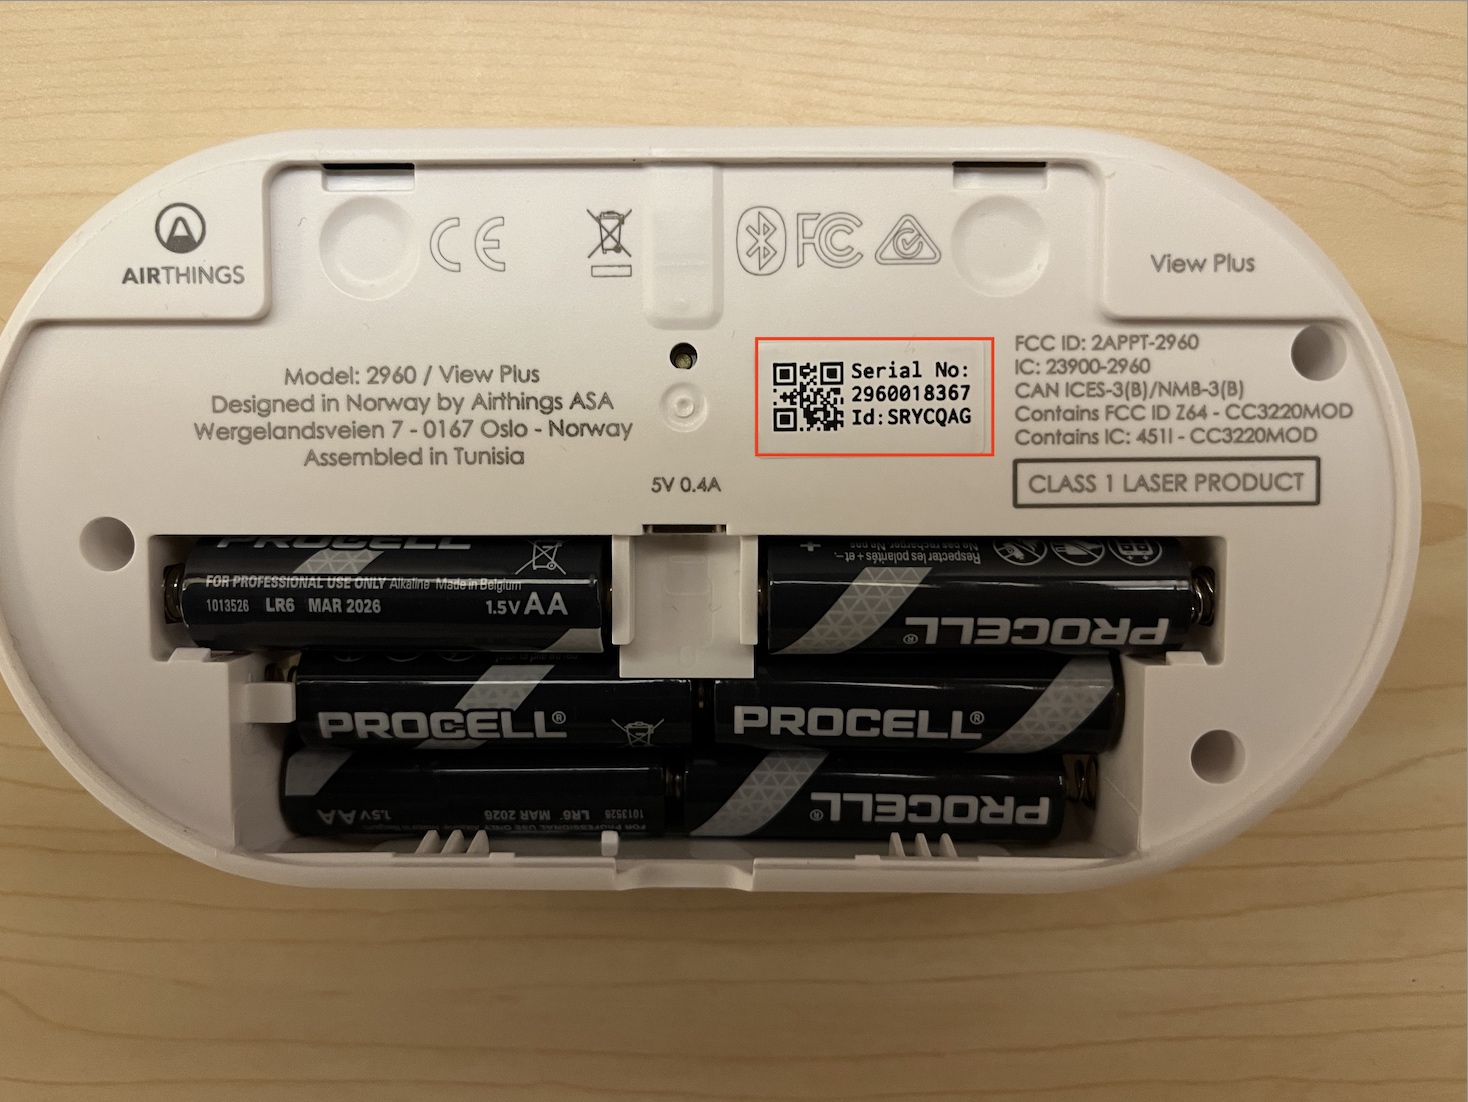 AIRTHINGS
CE
FC
View Plus
Model: 2960 / View Plus
Designed in Norway by Airthings ASA
Wergelandsveien 7 - 0167 Oslo - Norway
Assembled in Tunisia
5V 0.4A
Serial No:
2960018367
Id:SRYCQAG
FCC ID: 2APPT-2960
IC: 23900-2960
CAN ICES-3(B)/NMB-3(B)
Contains FCC ID Z64 - CC3220MOD
Contains IC: 451I - CC3220MOD
CLASS 1 LASER PRODUCT
PROCELL
FOR PROFESSIONAL USE ONLY Alkaline Made in Belgium
1013526 LR6 MAR 2026
1.5V AA
Respecter les polarités + et -.
PROCELL®
PROCELL®
PROCELL®
1013526 LR6 MAR 2026
1.5V AA
PROCELL®